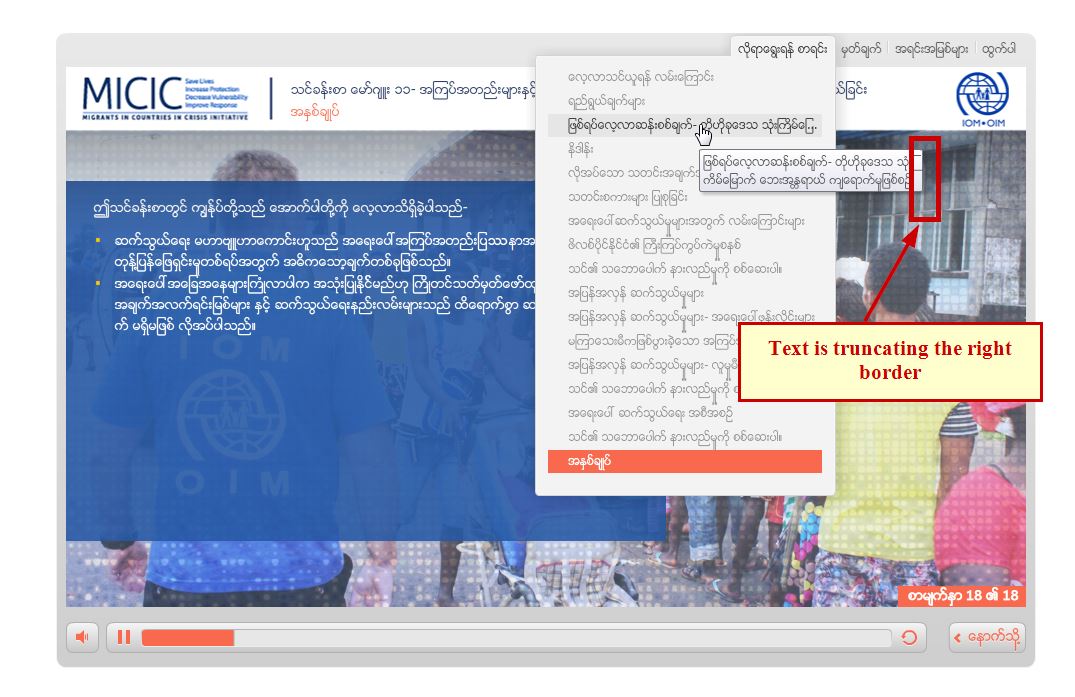 လိုရာရွေးရန် စာရင်း
မှတ်ချက်
အရင်းအမြစ်များ
ထွက်ပါ
MICIC
Save Lives
Increase Protection
Decrease Vulnerability
Improve Response
MIGRANTS IN COUNTRIES IN CRISIS INITIATIVE
သင်ခန်းစာ မော်ဂျူး ၁၁- အကြပ်အတည်းများနှင့်
အနှစ်ချုပ်
IOM•OIM
လေ့လာသင်ယူရန် လမ်းကြောင်း
ရည်ရွယ်ချက်များ
ဖြစ်ရပ်လေ့လာဆန်းစစ်ချက်- တိုဟိုခုဒေသ သုံးကြိမ်မြေ...
နိဒါန်း
လိုအပ်သော သတင်းအချက်
သတင်းစကားများ ပြုစုခြင်း
အရေးပေါ် ဆက်သွယ်မှုများအတွက် လမ်းကြောင်းများ
ဖိလစ်ပိုင်နိုင်ငံ၏ ကြီးကြပ်ကွပ်ကဲမှုစနစ်
သင်၏ သဘောပေါက် နားလည်မှုကို စစ်ဆေးပါ။
အပြန်အလှန် ဆက်သွယ်မှုများ
အပြန်အလှန် ဆက်သွယ်မှုများ- အရေးပေါ် ဖုန်းလိုင်းများ
မကြာသေးမီကဖြစ်ပွားခဲ့သော အကြပ်
အပြန်အလှန် ဆက်သွယ်မှုများ- လူမှုမီ
သင်၏ သဘောပေါက် နားလည်မှုကို
အရေးပေါ် ဆက်သွယ်ရေး အစီအစဉ်
သင်၏ သဘောပေါက် နားလည်မှုကို စစ်ဆေးပါ။
အနှစ်ချုပ်
ဖြစ်ရပ်လေ့လာဆန်းစစ်ချက်- တိုဟိုခုဒေသ သုံး
ကိမ်မြောက် ဘေးအန္တရာယ် ကျရောက်မှုဖြစ်စဉ်
ဤသင်ခန်းစာတွင် ကျွန်ုပ်တို့သည် အောက်ပါတို့ကို လေ့လာသိရှိခဲ့ပါသည်-
ဆက်သွယ်ရေး မဟာဗျူဟာကောင်းဟူသည် အရေးပေါ် အကြပ်အတည်းပြဿနာအ
တုန့်ပြန်ဖြေရှင်းမှုတစ်ရပ်အတွက် အဓိကသော့ချက်တစ်ခုဖြစ်သည်။
အရေးပေါ် အခြေအနေများကြုံလာပါက အသုံးပြုနိုင်မည်ဟု ကြိုတင်သတ်မှတ်ဖော်ထု
အချက်အလက်ရင်းမြစ်များ နှင့် ဆက်သွယ်ရေးနည်းလမ်းများသည် ထိရောက်စွာ ဆ
က် မရှိမဖြစ် လိုအပ်ပါသည်။
IOM
OIM
Text is truncating the right
border
စာမျက်နှာ 18 ၏ 18
နောက်သို့